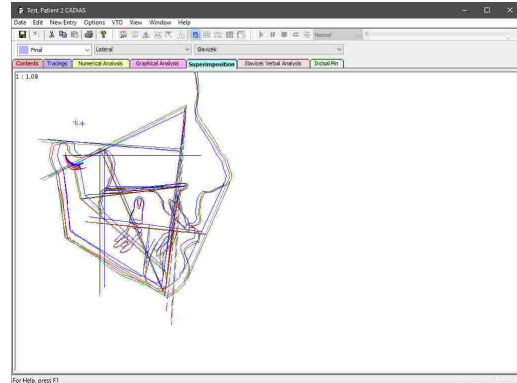 Test, Patient 2 CADIAS
Data Edit New Entry Options VTO View Window Help
Normal
Final Lateral Slavicek
Contents Tracings Numerical Analysis Graphical Analysis Superimposition Slavicek Verbal Analysis Incisal Pin
1 : 1.09
For Help, press F1